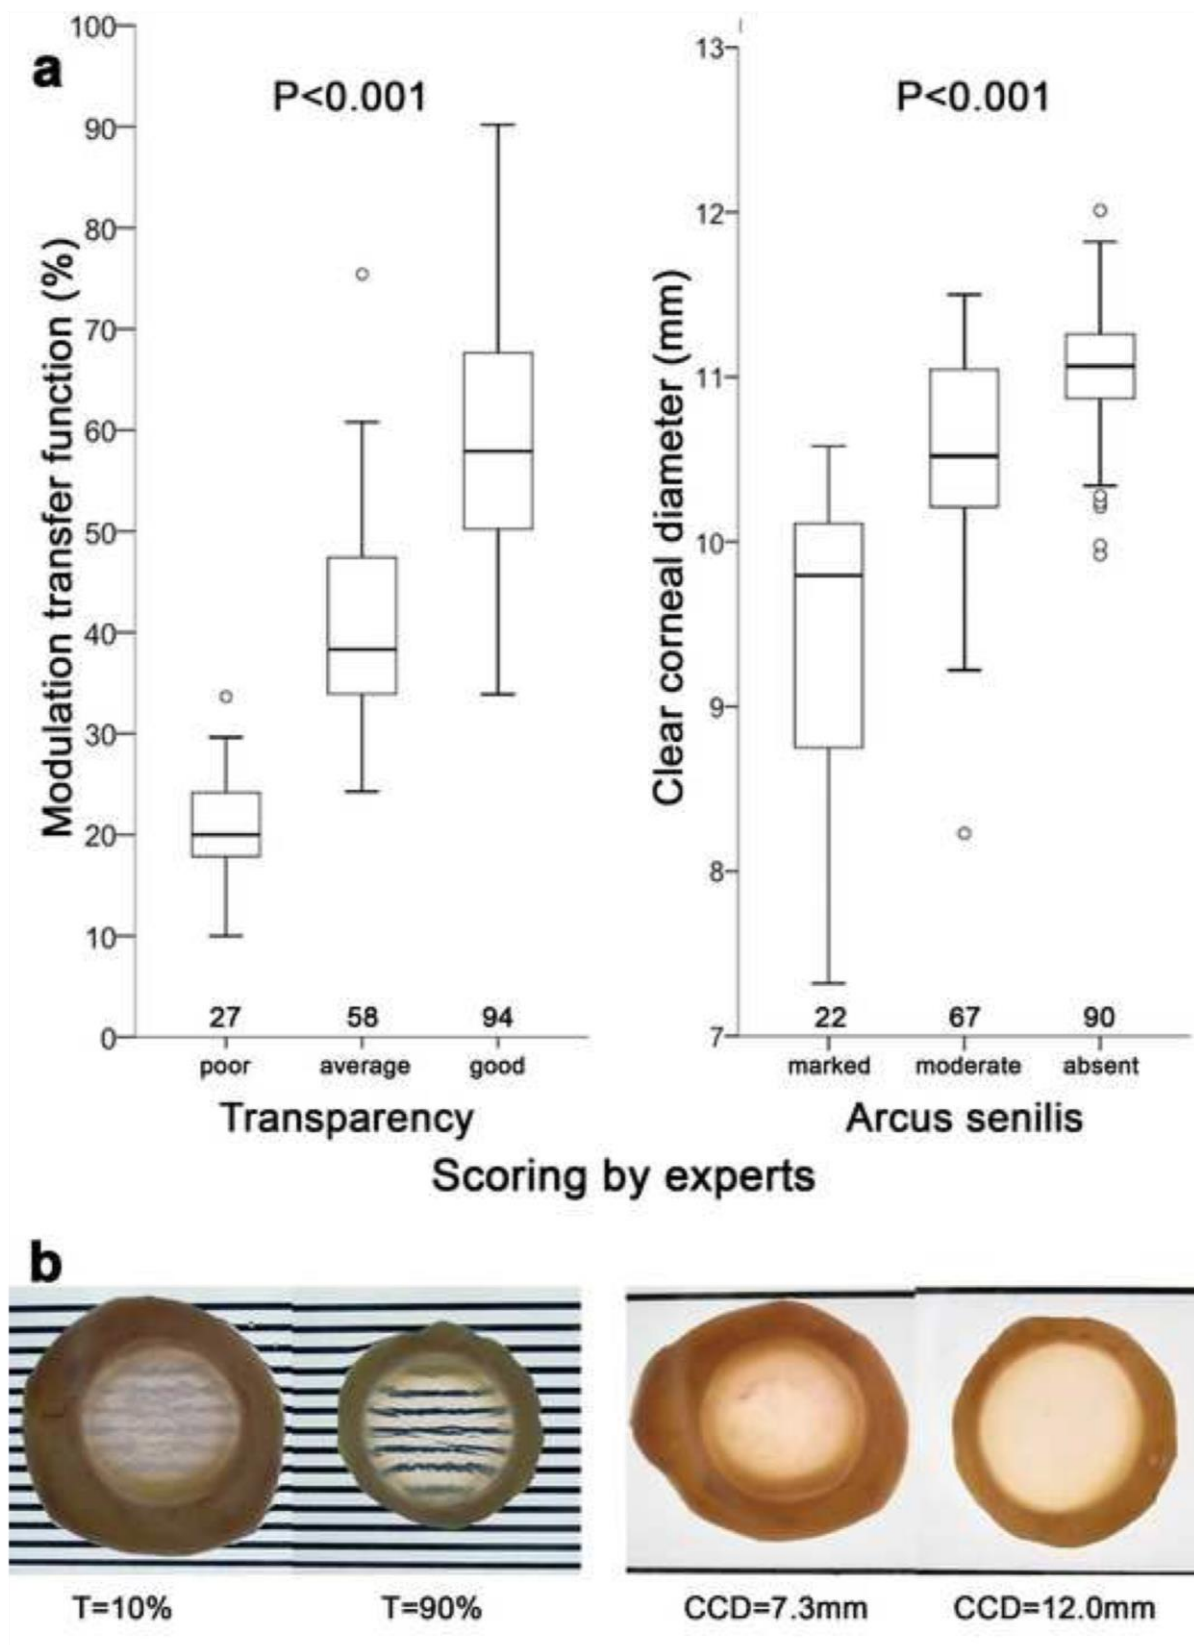 a
P<0.001
Modulation transfer function (%)
100
90
80
70
60
50
40
30
20
10
0
27 58 94
poor average good
Transparency
P<0.001
Clear corneal diameter (mm)
13
12
11
10
9
8
7
22 67 90
marked moderate absent
Arcus senilis
Scoring by experts
b
T=10% T=90% CCD=7.3mm CCD=12.0mm